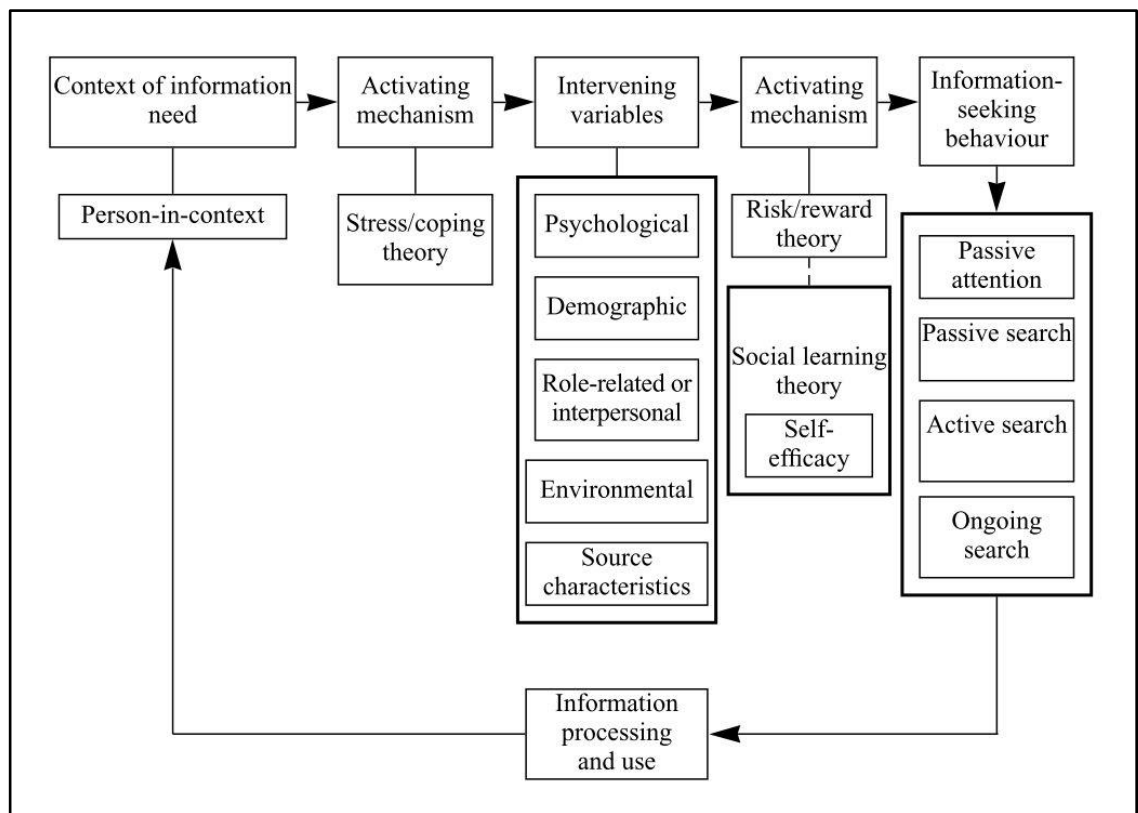 Context of information
need
Activating
mechanism
Intervening
variables
Activating
mechanism
Information-
seeking
behaviour
Person-in-context
Stress/coping
theory
Psychological
Demographic
Role-related or
interpersonal
Environmental
Source
characteristics
Risk/reward
theory
Social learning
theory
Self-
efficacy
Passive
attention
Passive search
Active search
Ongoing
search
Information
processing
and use